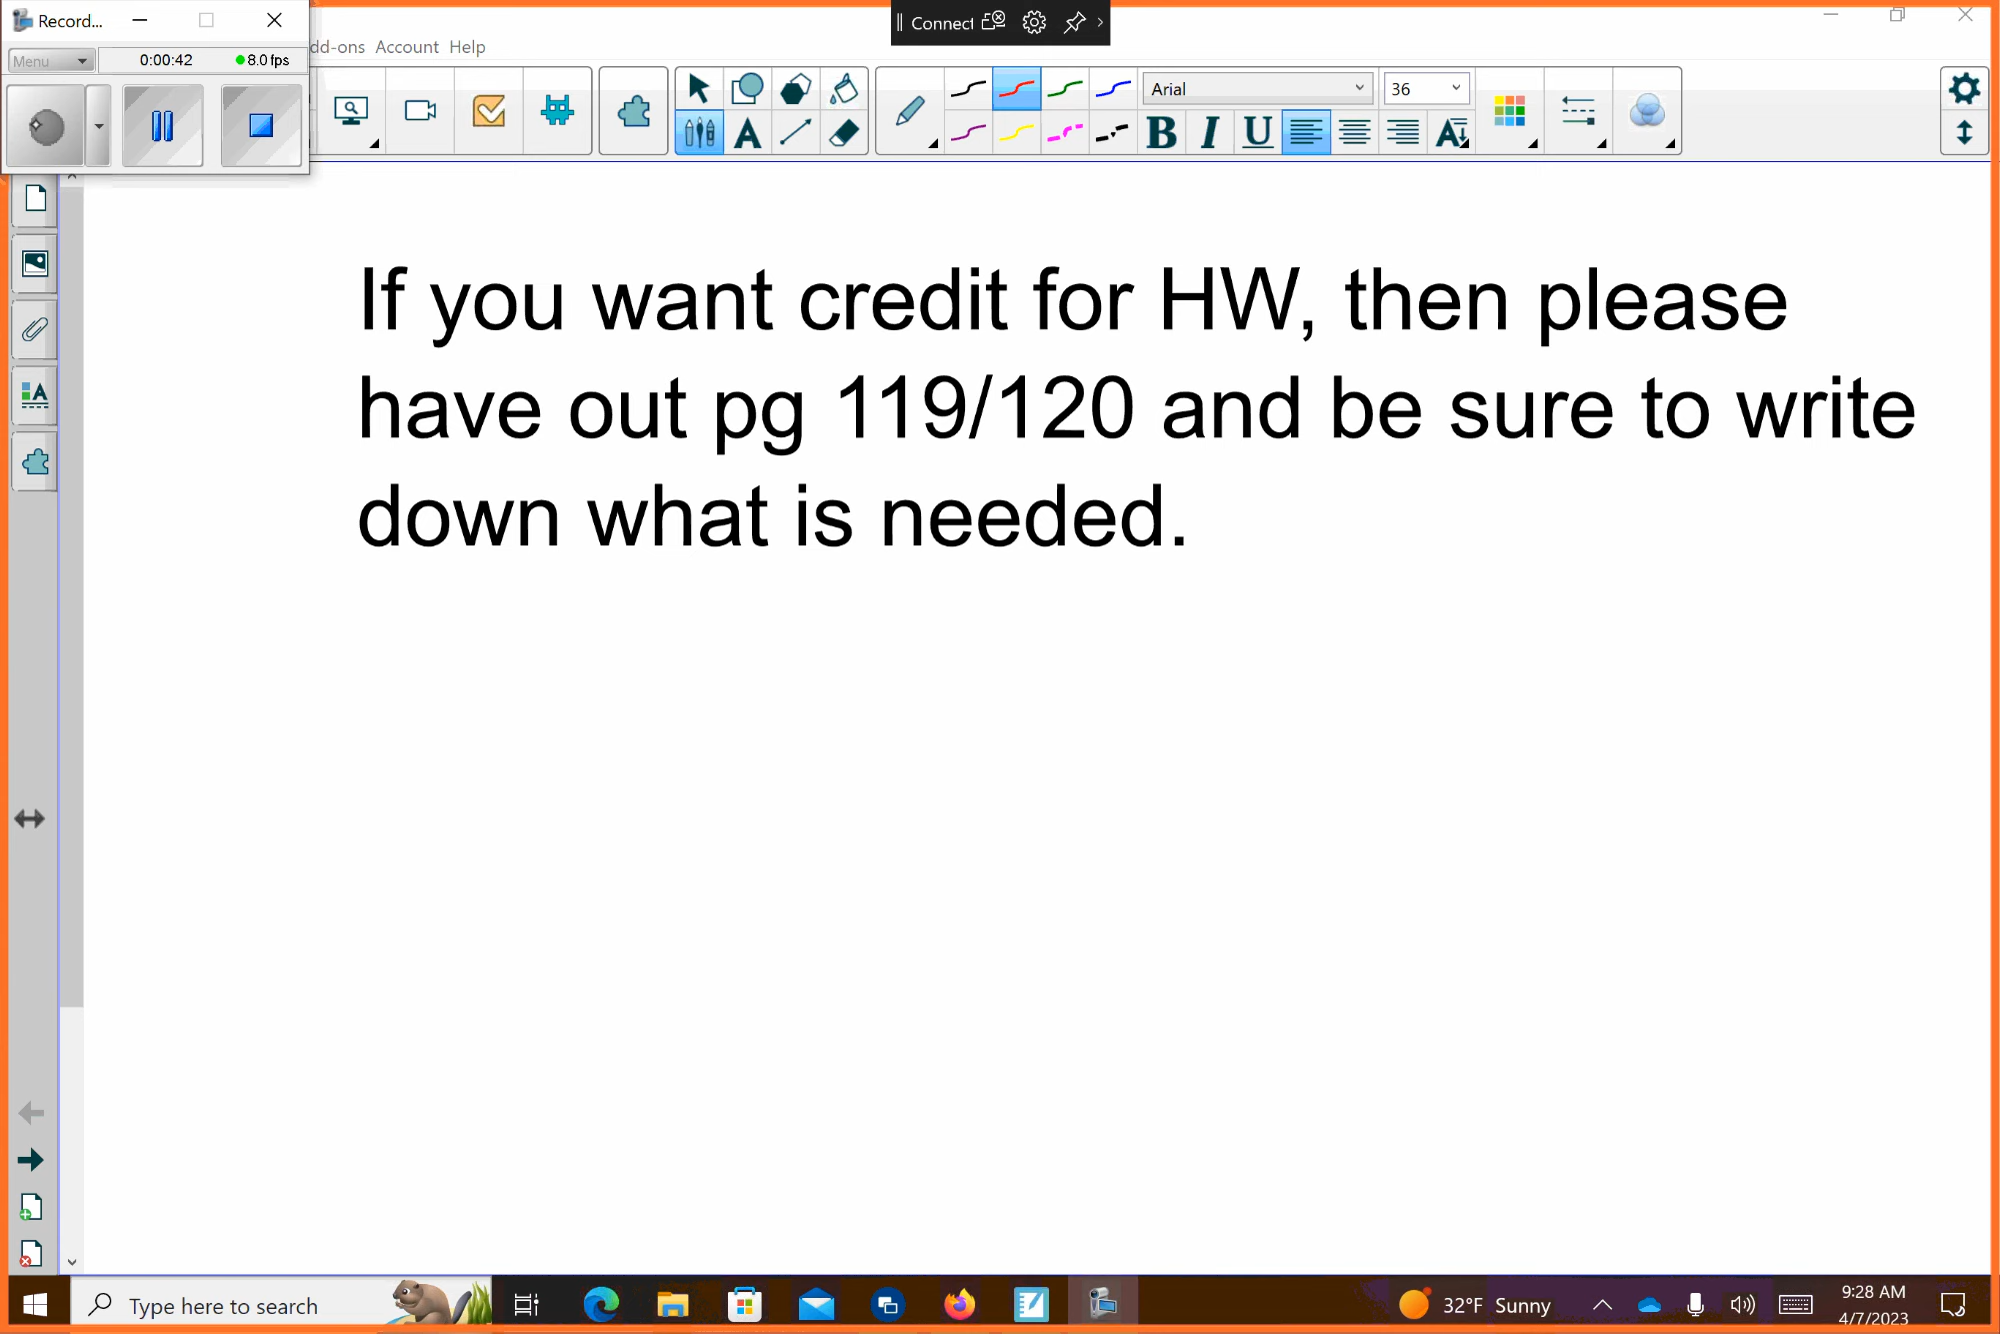 Record...
Connect
dd-ons Account Help
Menu 0:00:42 8.0 fps
Arial 36
B I U
If you want credit for HW, then please
have out pg 119/120 and be sure to write
down what is needed.
Type here to search
32°F Sunny
9:28 AM
4/7/2023